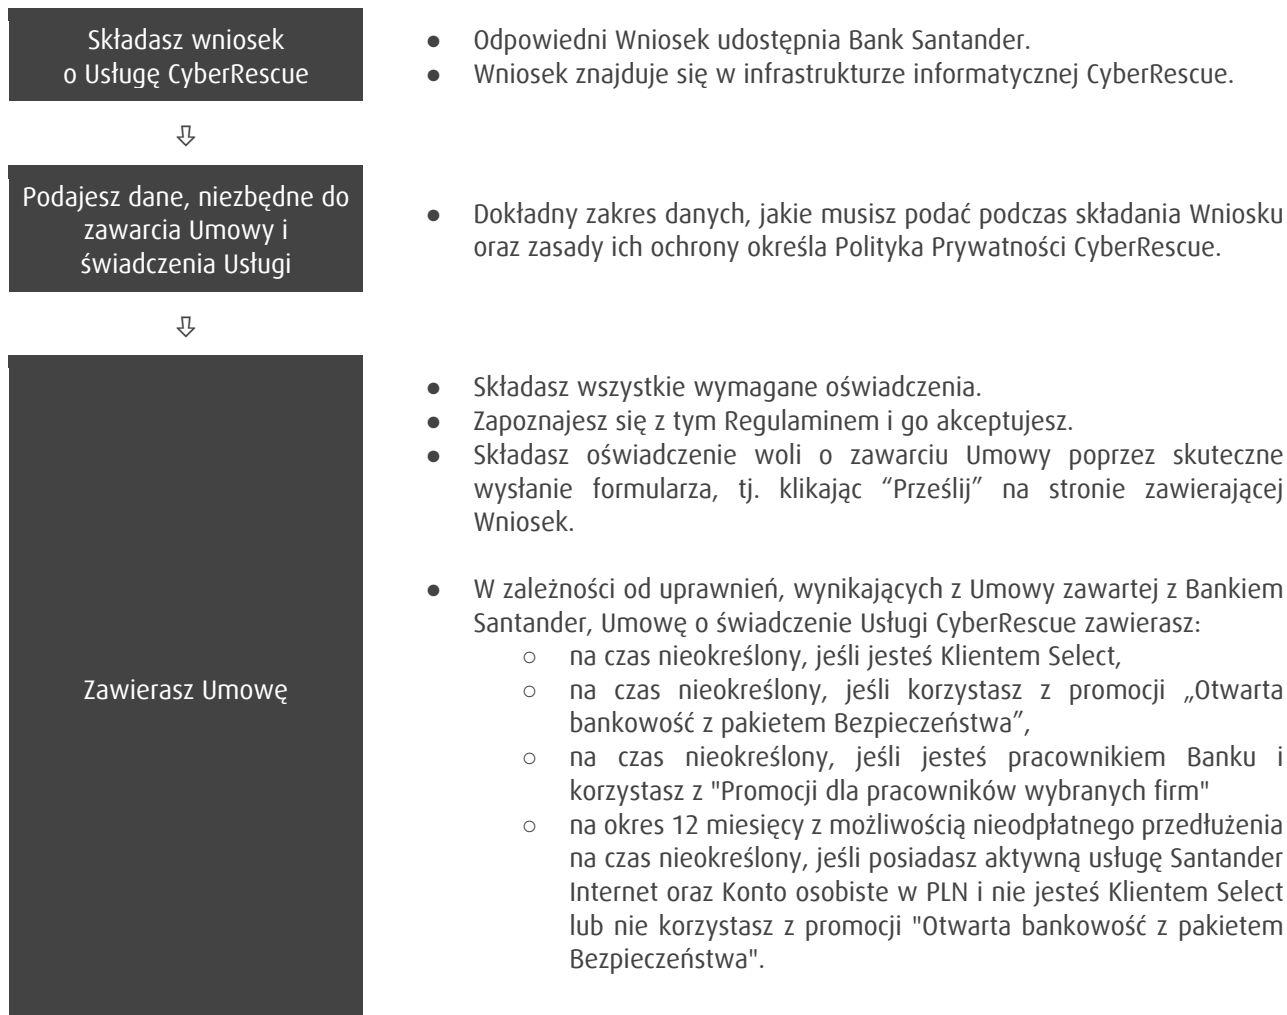 Składasz wniosek
o Usługę CyberRescue
● Odpowiedni Wniosek udostępnia Bank Santander.
● Wniosek znajduje się w infrastrukturze informatycznej CyberRescue.
⇩
Podajesz dane, niezbędne do
zawarcia Umowy i
świadczenia Usługi
● Dokładny zakres danych, jakie musisz podać podczas składania Wniosku
oraz zasady ich ochrony określa Polityka Prywatności CyberRescue.
⇩
Zawierasz Umowę
● Składasz wszystkie wymagane oświadczenia.
● Zapoznajesz się z tym Regulaminem i go akceptujesz.
● Składasz oświadczenie woli o zawarciu Umowy poprzez skuteczne
wysłanie formularza, tj. klikając “Prześlij” na stronie zawierającej
Wniosek.
● W zależności od uprawnień, wynikających z Umowy zawartej z Bankiem
Santander, Umowę o świadczenie Usługi CyberRescue zawierasz:
○ na czas nieokreślony, jeśli jesteś Klientem Select,
○ na czas nieokreślony, jeśli korzystasz z promocji „Otwarta
bankowość z pakietem Bezpieczeństwa”,
○ na czas nieokreślony, jeśli jesteś pracownikiem Banku i
korzystasz z "Promocji dla pracowników wybranych firm"
○ na okres 12 miesięcy z możliwością nieodpłatnego przedłużenia
na czas nieokreślony, jeśli posiadasz aktywną usługę Santander
Internet oraz Konto osobiste w PLN i nie jesteś Klientem Select
lub nie korzystasz z promocji "Otwarta bankowość z pakietem
Bezpieczeństwa".